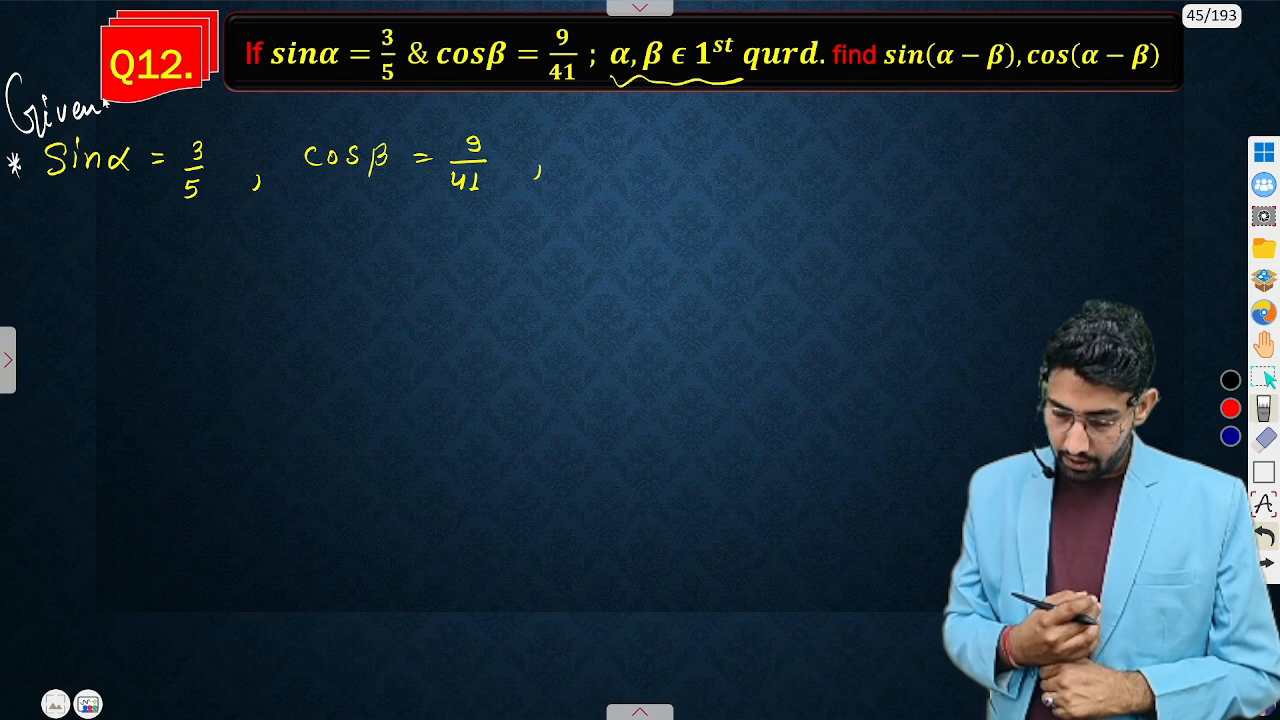 45/193
Q12.
If sinα = 3/5 & cosβ = 9/41 ; α, β ϵ 1ˢᵗ qurd. find sin(α − β), cos(α − β)
Given
* Sinα = 3/5 , cosβ = 9/41 ,